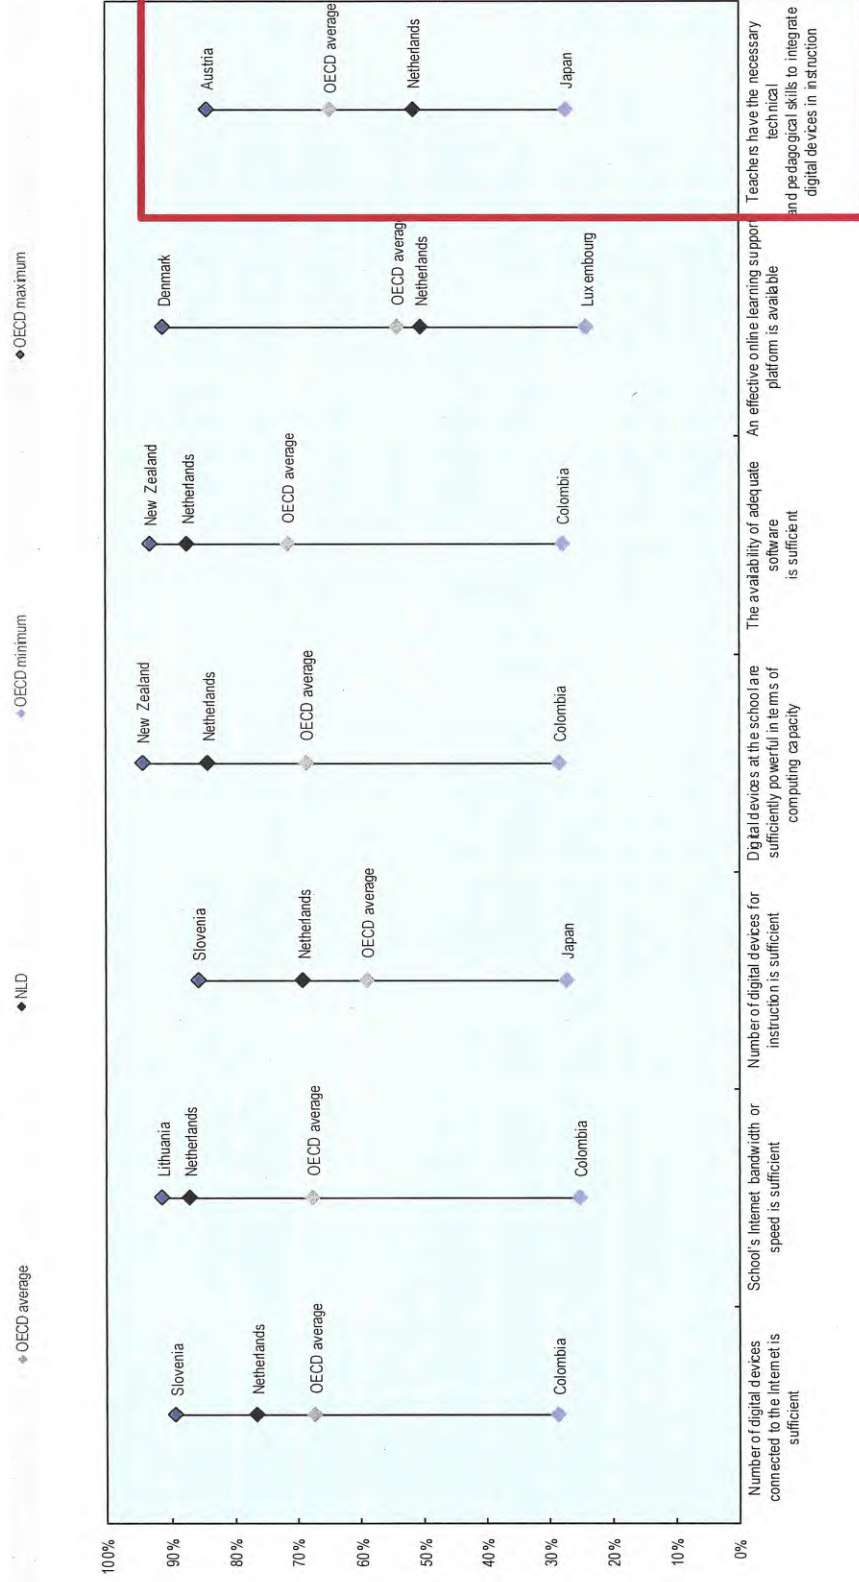 OECD average
NLD
OECD minimum
OECD maximum
100%
90%
80%
70%
60%
50%
40%
30%
20%
10%
0%
Slovenia
Netherlands
OECD average
Colombia
Lithuania
Netherlands
OECD average
Colombia
Slovenia
Netherlands
OECD average
Japan
New Zealand
Netherlands
OECD average
Colombia
New Zealand
Netherlands
OECD average
Colombia
Denmark
OECD average
Netherlands
Luxembourg
Austria
OECD average
Netherlands
Japan
Number of digital devices
connected to the Internet is
sufficient
School's Internet bandwidth or
speed is sufficient
Number of digital devices for
instruction is sufficient
Digital devices at the school are
sufficiently powerful in terms of
computing capacity
The availability of adequate
software
is sufficient
An effective online learning support
platform is available
Teachers have the necessary
technical
and pedagogical skills to integrate
digital devices in instruction